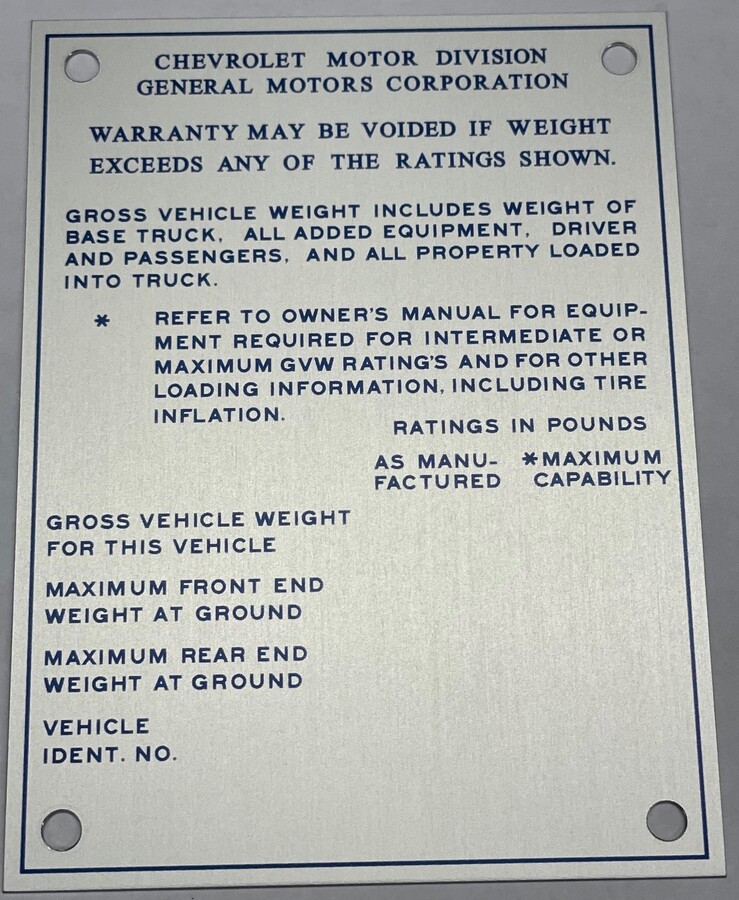 CHEVROLET MOTOR DIVISION
GENERAL MOTORS CORPORATION
WARRANTY MAY BE VOIDED IF WEIGHT
EXCEEDS ANY OF THE RATINGS SHOWN.
GROSS VEHICLE WEIGHT INCLUDES WEIGHT OF
BASE TRUCK, ALL ADDED EQUIPMENT, DRIVER
AND PASSENGERS, AND ALL PROPERTY LOADED
INTO TRUCK.
* REFER TO OWNER'S MANUAL FOR EQUIP-
MENT REQUIRED FOR INTERMEDIATE OR
MAXIMUM GVW RATING'S AND FOR OTHER
LOADING INFORMATION, INCLUDING TIRE
INFLATION.
RATINGS IN POUNDS
AS MANU- *MAXIMUM
FACTURED CAPABILITY
GROSS VEHICLE WEIGHT
FOR THIS VEHICLE
MAXIMUM FRONT END
WEIGHT AT GROUND
MAXIMUM REAR END
WEIGHT AT GROUND
VEHICLE
IDENT. NO.